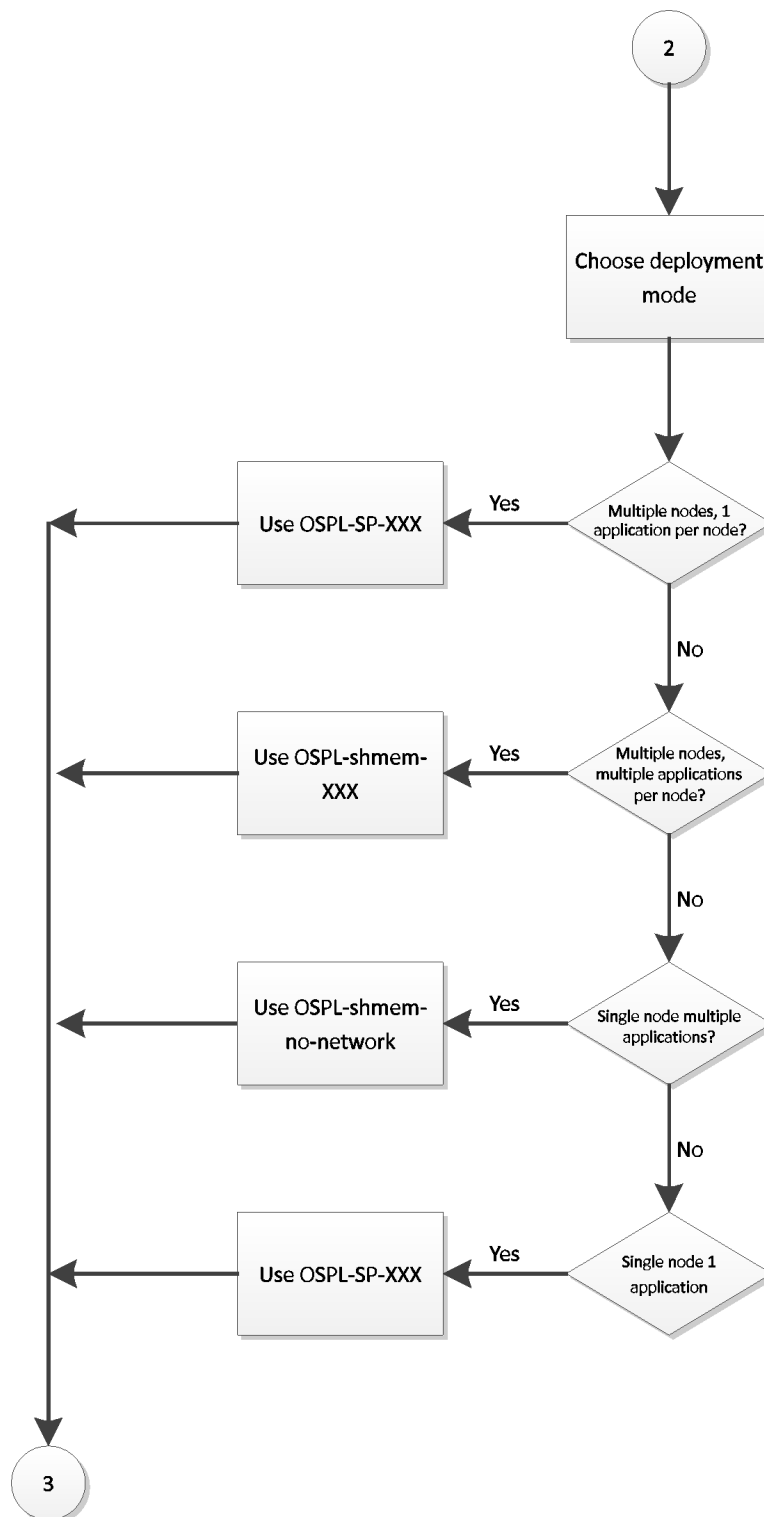 2
Choose deployment
mode
Multiple nodes, 1
application per node?
Yes
Use OSPL-SP-XXX
No
Multiple nodes,
multiple applications
per node?
Yes
Use OSPL-shmem-
XXX
No
Single node multiple
applications?
Yes
Use OSPL-shmem-
no-network
No
Single node 1
application
Yes
Use OSPL-SP-XXX
3